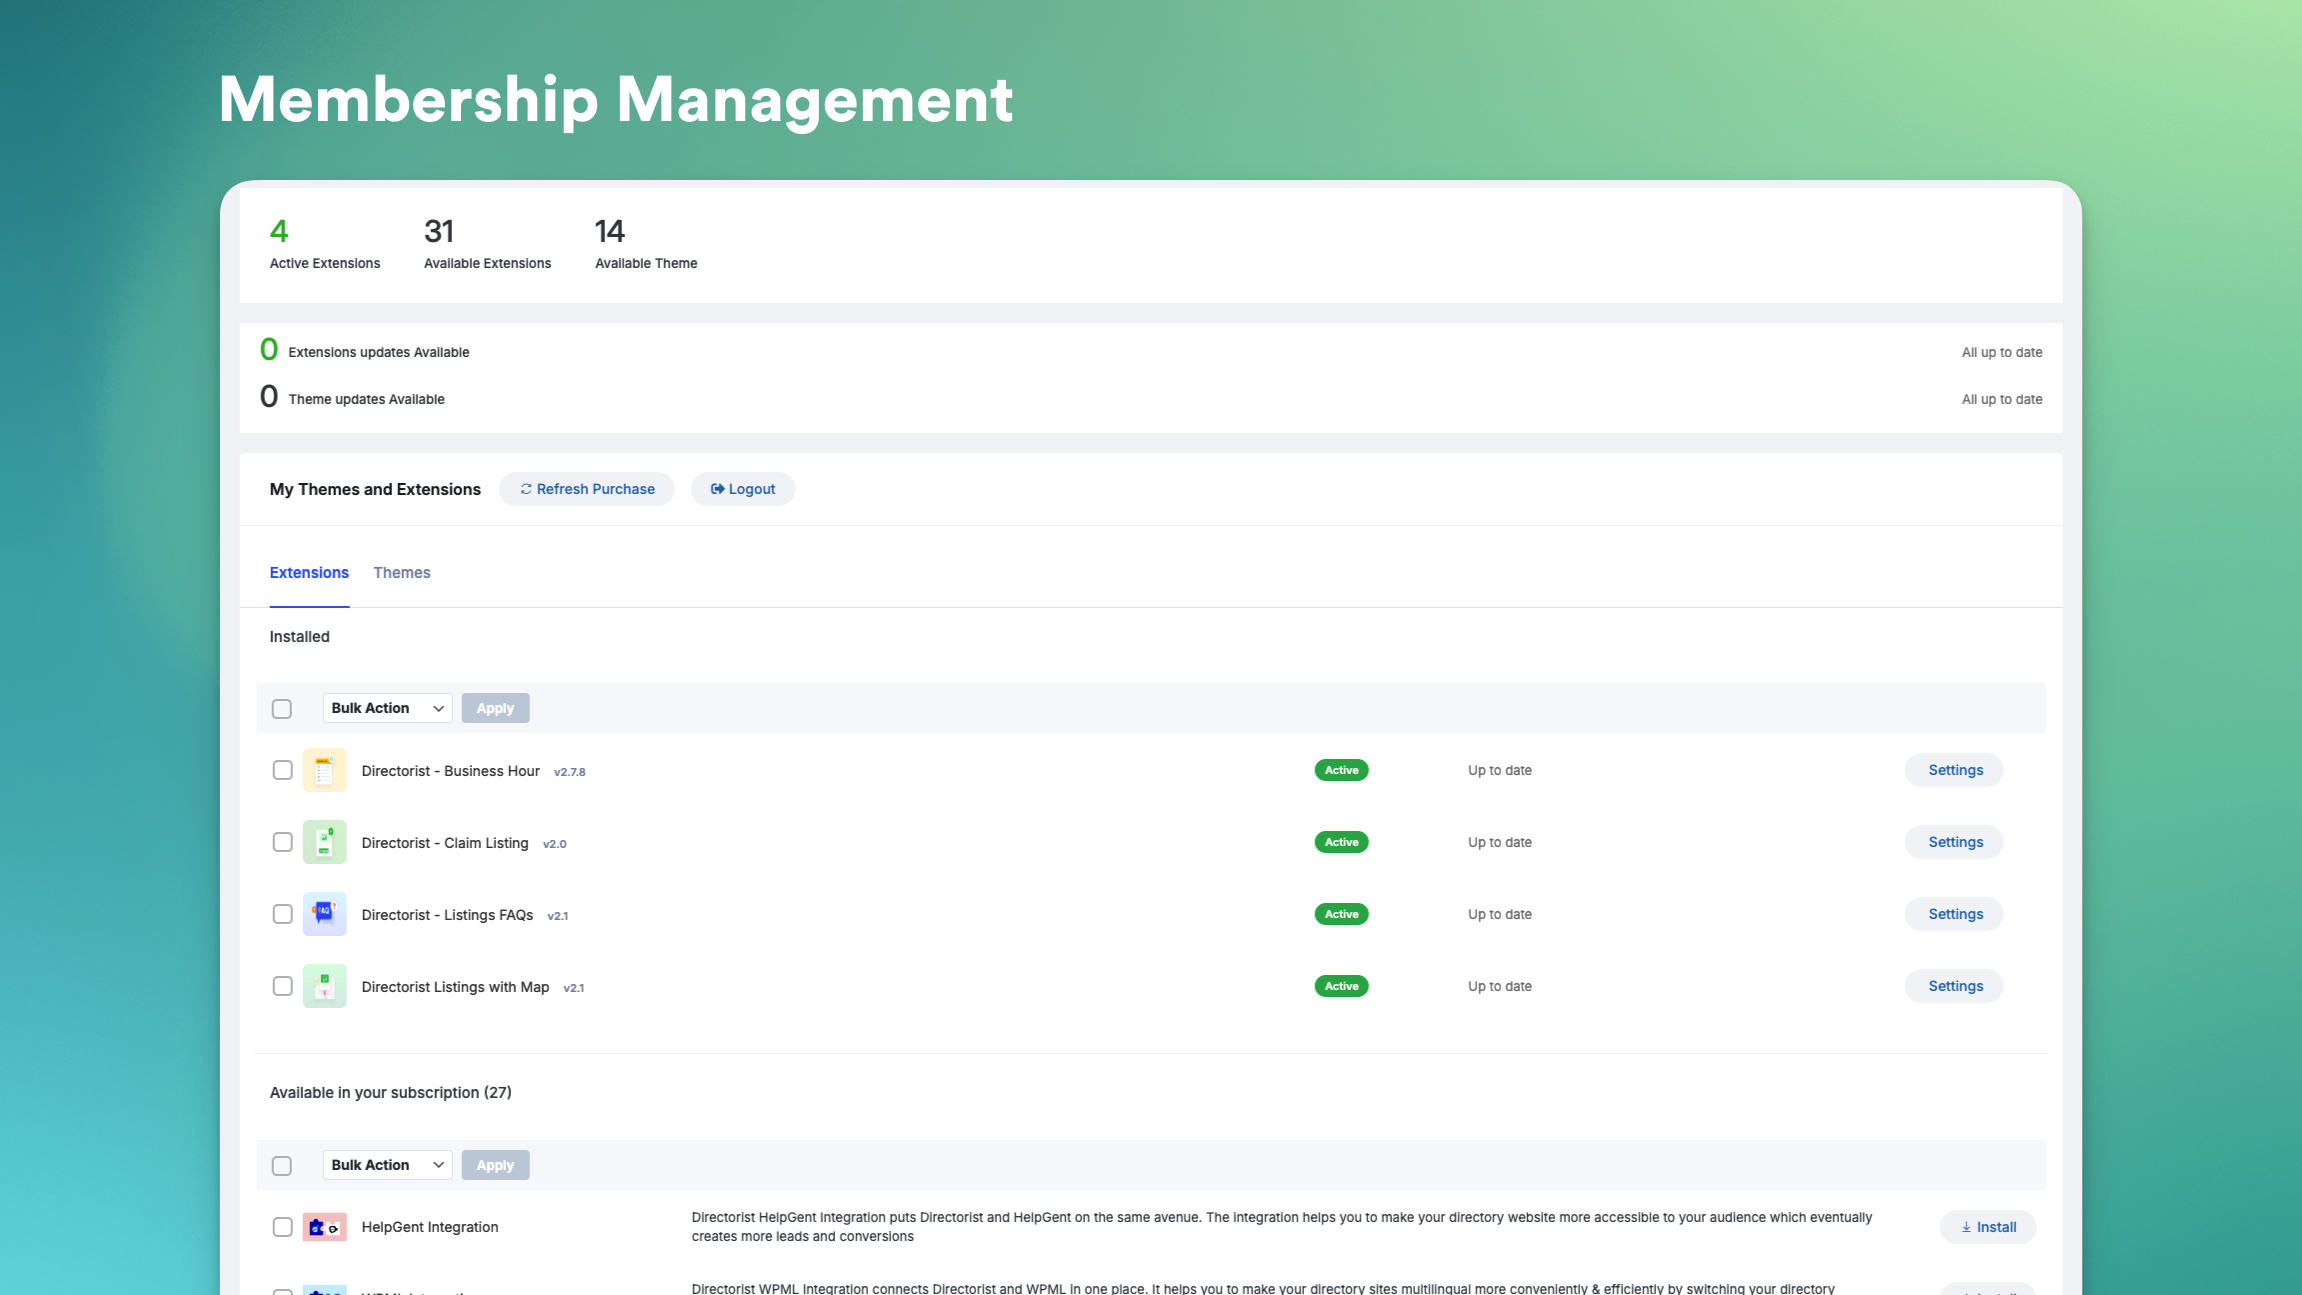 Membership Management
4 31 14
Active Extensions Available Extensions Available Theme
0 Extensions updates Available All up to date
0 Theme updates Available All up to date
My Themes and Extensions Refresh Purchase Logout
Extensions Themes
Installed
Bulk Action Apply
Directorist - Business Hour v2.7.8 Active Up to date Settings
Directorist - Claim Listing v2.0 Active Up to date Settings
FAQ
Directorist - Listings FAQs v2.1 Active Up to date Settings
Directorist Listings with Map v2.1 Active Up to date Settings
Available in your subscription (27)
Bulk Action Apply
HelpGent Integration Directorist HelpGent Integration puts Directorist and HelpGent on the same avenue. The integration helps you to make your directory website more accessible to your audience which eventually Install
creates more leads and conversions
Directorist WPML Integration connects Directorist and WPML in one place. It helps you to make your directory sites multilingual more conveniently & efficiently by switching your directory